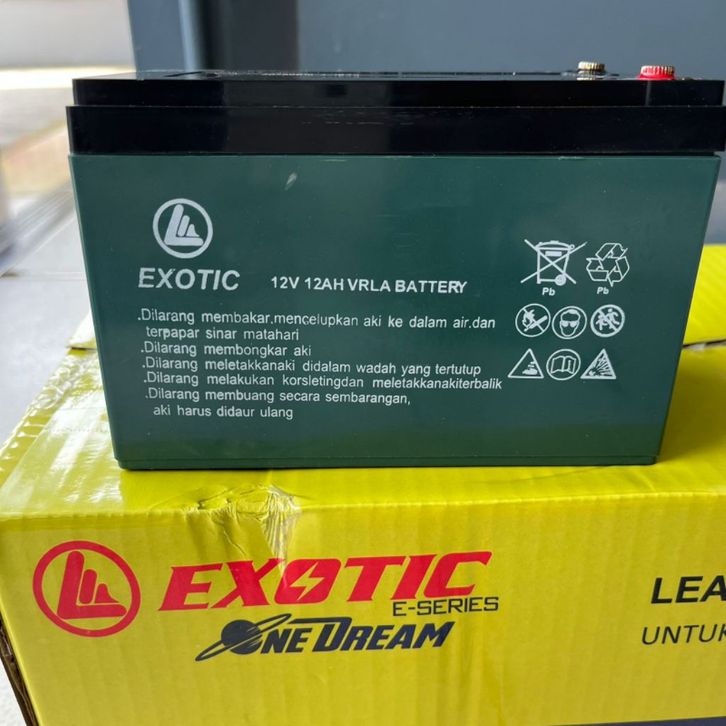 EXOTIC 12V 12AH VRLA BATTERY
.Dilarang membakar,mencelupkan aki ke dalam air,dan
terpapar sinar matahari
.Dilarang membongkar aki
.Dilarang meletakkanaki didalam wadah yang tertutup
.Dilarang melakukan korsletingdan meletakkanakiterbalik
.Dilarang membuang secara sembarangan,
aki harus didaur ulang
Pb Pb
EXOTIC
E-SERIES
ONE DREAM
LEA
UNTUK